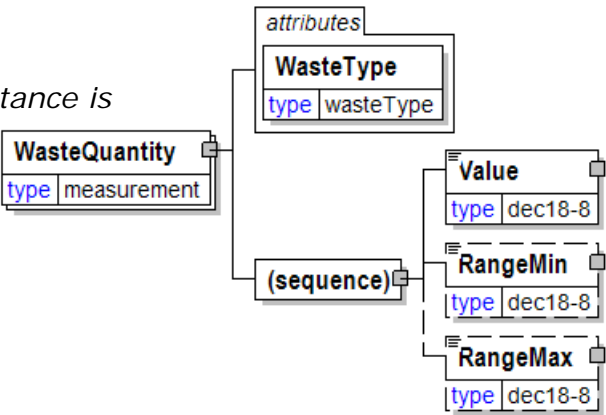 attributes
WasteType
type wasteType
tance is
WasteQuantity
type measurement
(sequence)
Value
type dec18-8
RangeMin
type dec18-8
RangeMax
type dec18-8